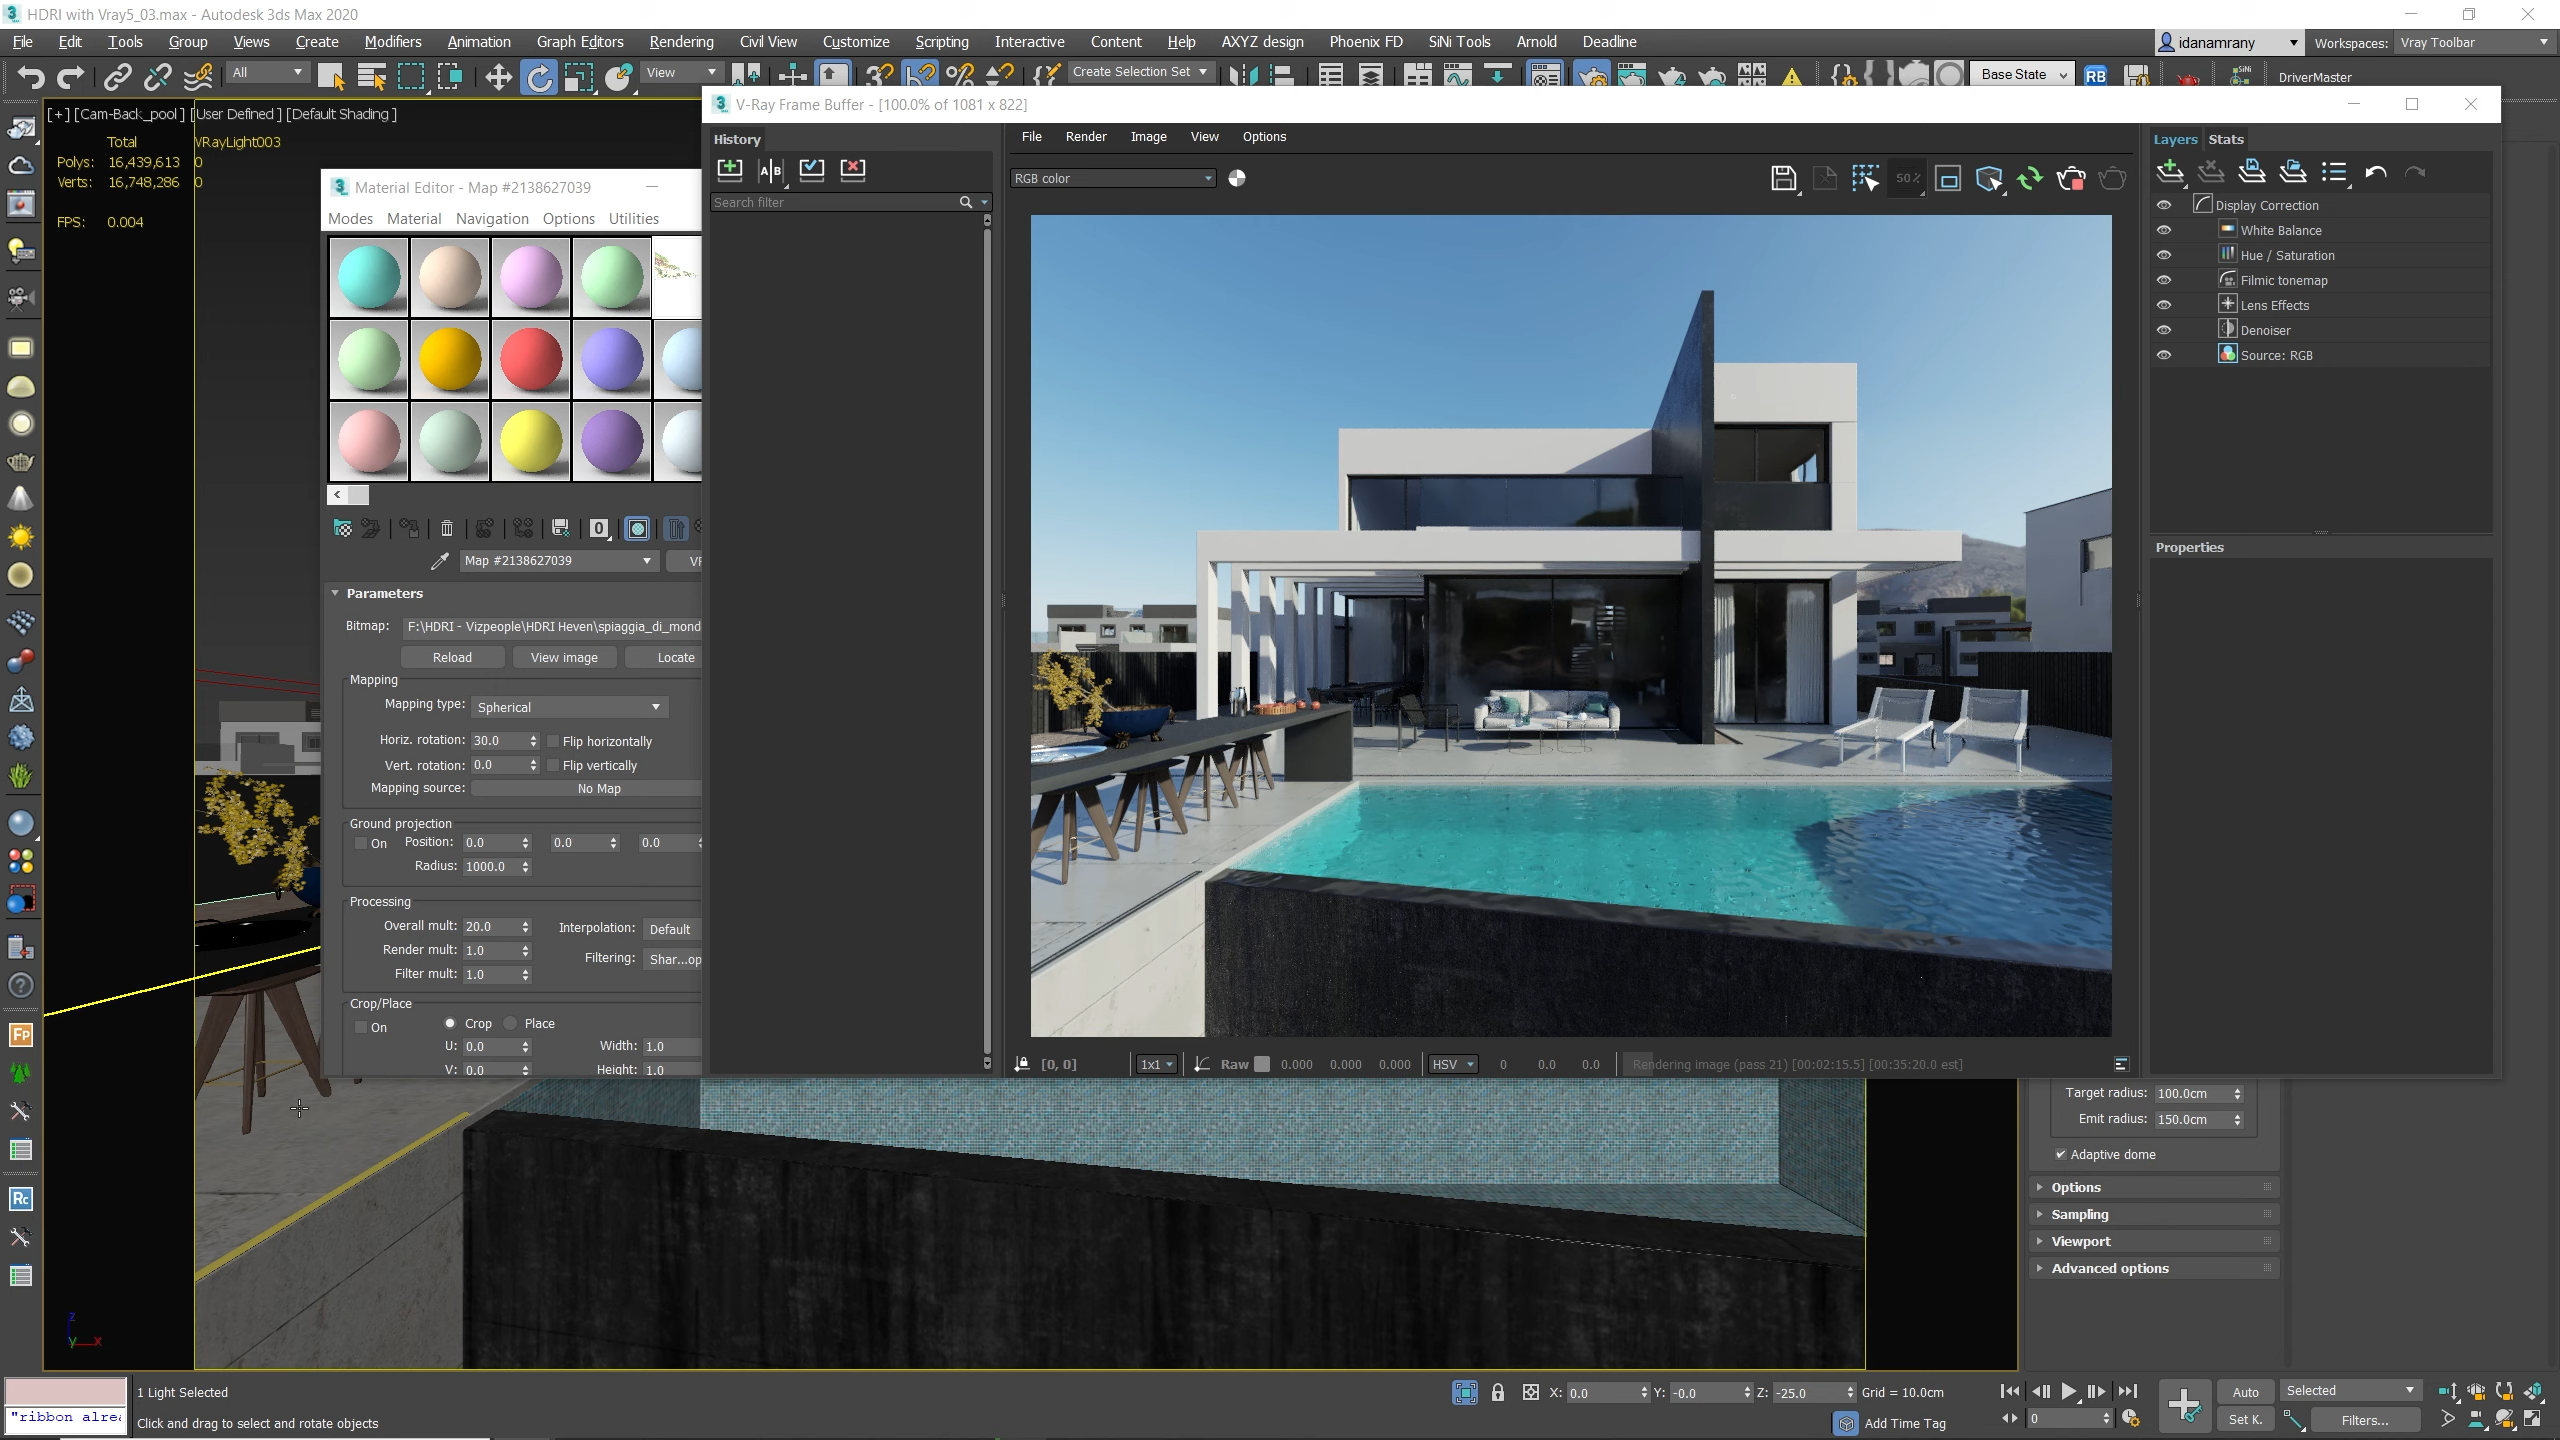 HDRI with Vray5_03.max - Autodesk 3ds Max 2020
File Edit Tools Group Views Create Modifiers Animation Graph Editors Rendering Civil View Customize Scripting Interactive Content Help AXYZ design Phoenix FD SiNi Tools Arnold Deadline
idanamrany Workspaces: Vray Toolbar
All View Create Selection Set Base State RB SiNi DriverMaster
[+] [Cam-Back_pool] [User Defined ] [Default Shading ]
Total VRayLight003
Polys: 16,439,613 0
Verts: 16,748,286 0
FPS: 0.004
Material Editor - Map #2138627039
Modes Material Navigation Options Utilities
Map #2138627039
Parameters
Bitmap: F:\HDRI - Vizpeople\HDRI Heven\spiaggia_di_mond
Reload View image Locate
Mapping
Mapping type: Spherical
Horiz. rotation: 30.0 Flip horizontally
Vert. rotation: 0.0 Flip vertically
Mapping source: No Map
Ground projection
On Position: 0.0 0.0 0.0
Radius: 1000.0
Processing
Overall mult: 20.0 Interpolation: Default
Render mult: 1.0
Filter mult: 1.0 Filtering: Shar...op
Crop/Place
On Crop Place
U: 0.0 Width: 1.0
V: 0.0 Height: 1.0
V-Ray Frame Buffer - [100.0% of 1081 x 822]
History
Search filter
File Render Image View Options
RGB color
50%
[0, 0] 1x1 Raw 0.000 0.000 0.000 HSV 0 0.0 0.0 Rendering image (pass 21) [00:02:15.5] [00:35:20.0 est]
Layers Stats
Display Correction
White Balance
Hue / Saturation
Filmic tonemap
Lens Effects
Denoiser
Source: RGB
Properties
Target radius: 100.0cm
Emit radius: 150.0cm
Adaptive dome
Options
Sampling
Viewport
Advanced options
Fp
Rc
z
y x
1 Light Selected
"ribbon alrea
Click and drag to select and rotate objects
X: 0.0 Y: -0.0 Z: -25.0 Grid = 10.0cm
Add Time Tag
0
Auto Selected
Set K. Filters...